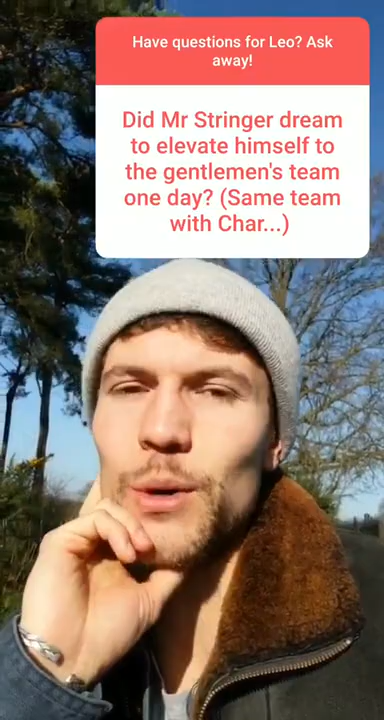 Have questions for Leo? Ask
away!
Did Mr Stringer dream
to elevate himself to
the gentlemen's team
one day? (Same team
with Char...)